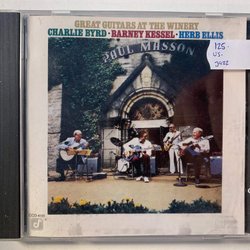 GREAT GUITARS AT THE WINERY
CHARLIE BYRD • BARNEY KESSEL • HERB ELLIS
PAUL MASSON
125
US-
JAZZ